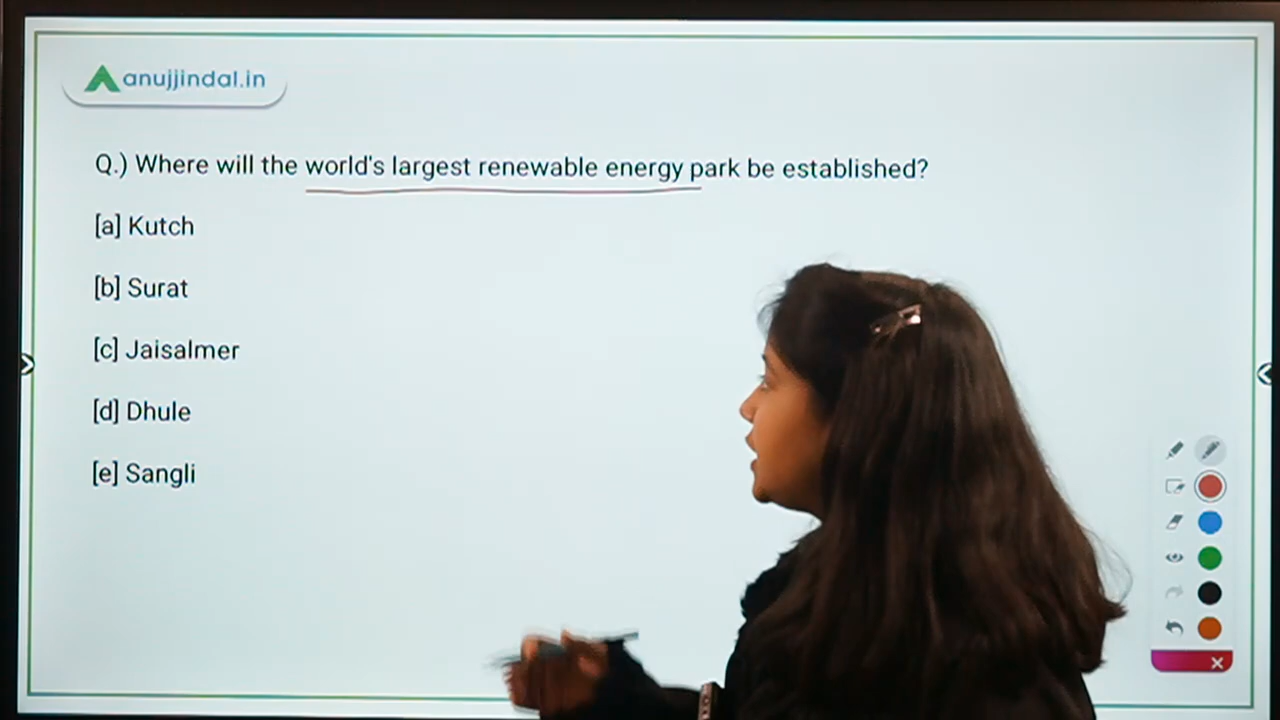 anujjindal.in
Q.) Where will the world's largest renewable energy park be established?
[a] Kutch
[b] Surat
[c] Jaisalmer
[d] Dhule
[e] Sangli